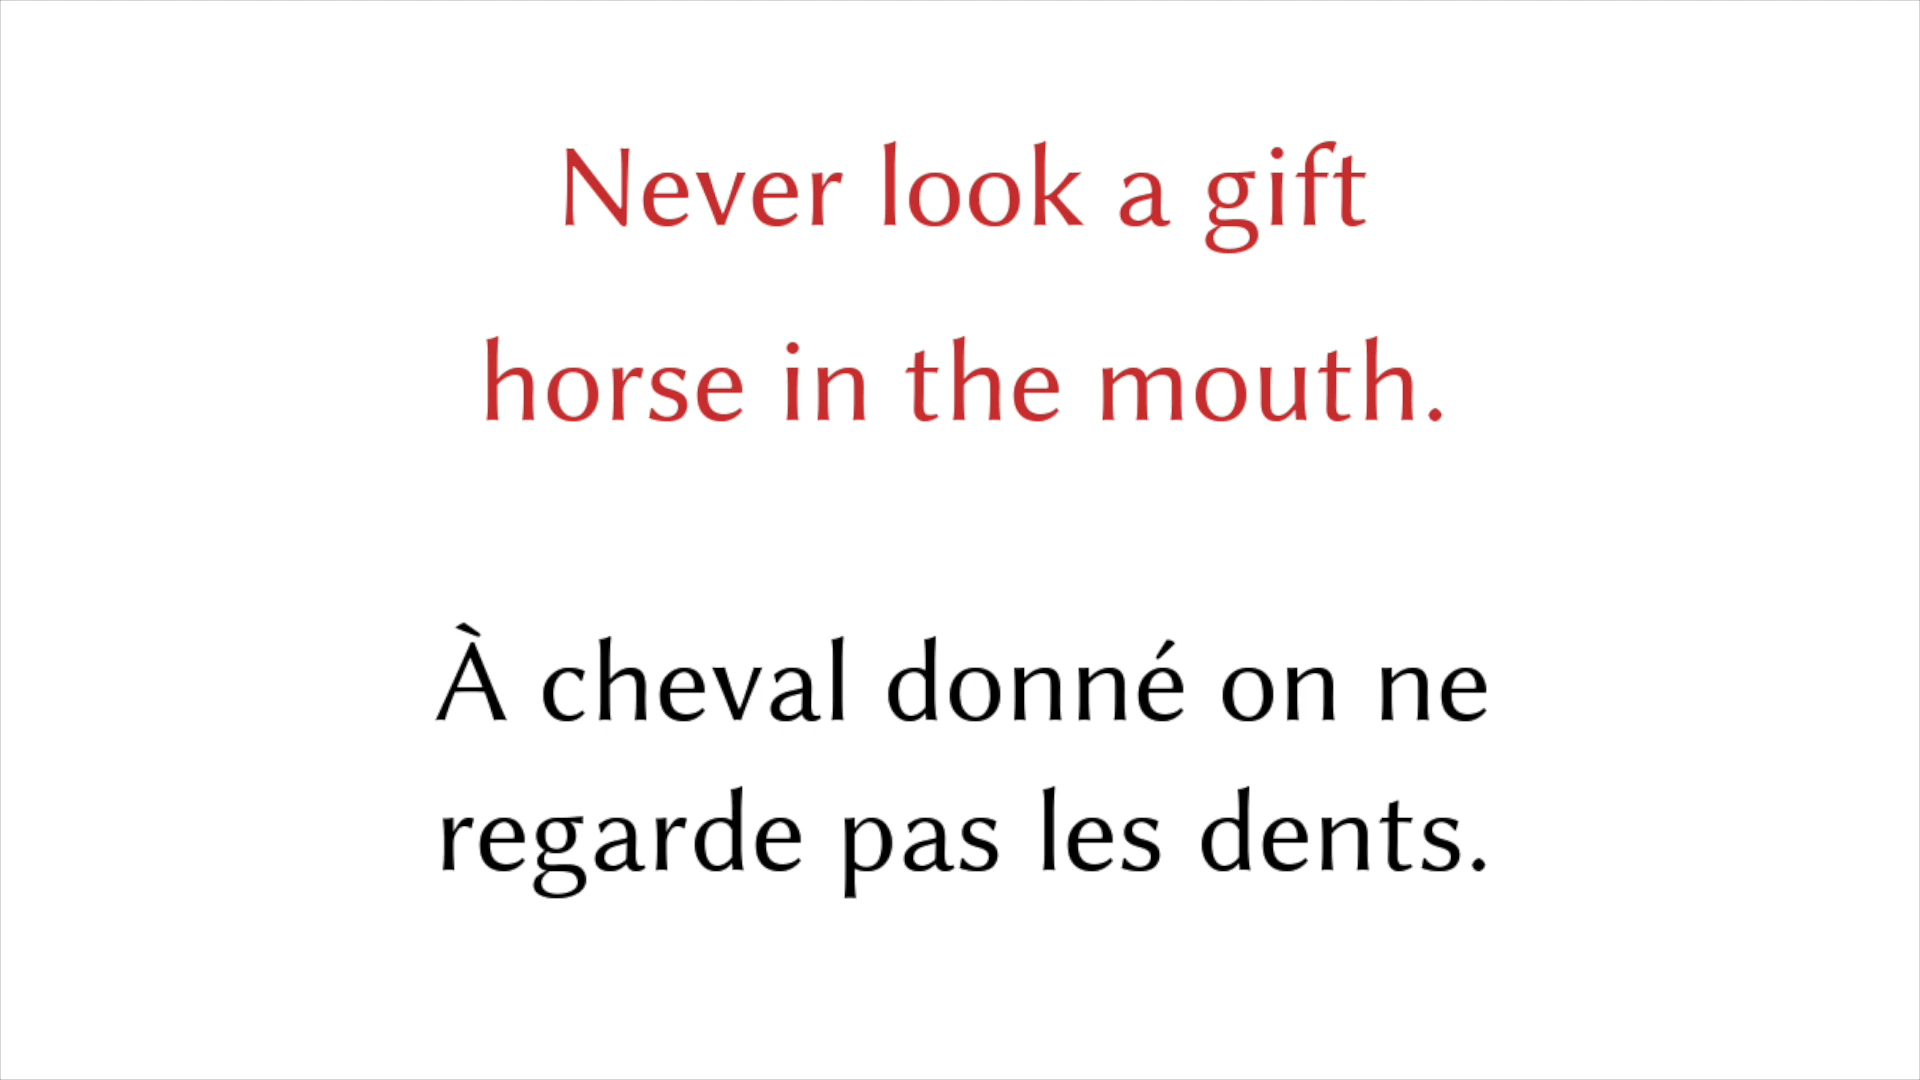 Never look a gift
horse in the mouth.
À cheval donné on ne
regarde pas les dents.